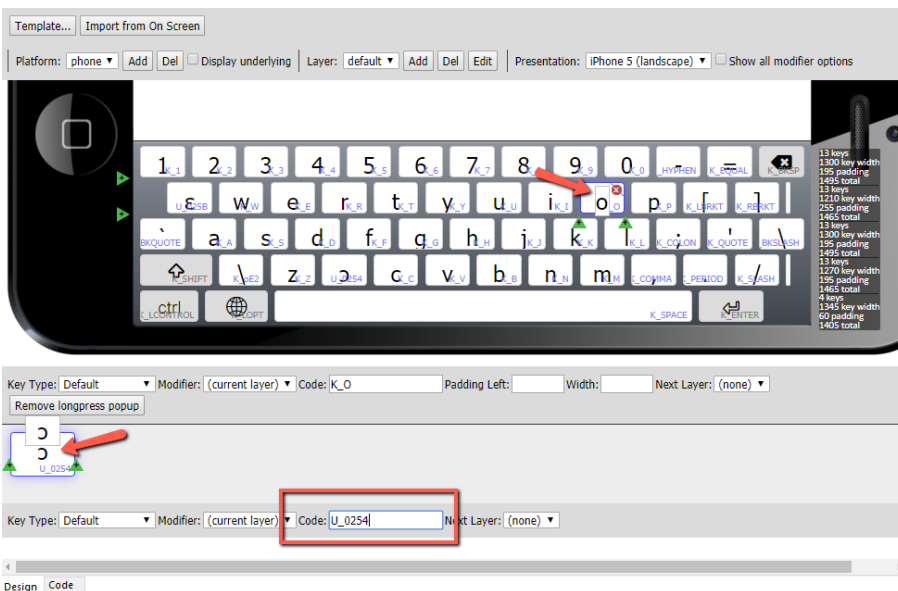 Template... Import from On Screen
Platform: phone Add Del Display underlying Layer: default Add Del Edit Presentation: iPhone 5 (landscape) Show all modifier options
1 2 3 4 5 6 7 8 9 0 - =
K_1 K_2 K_3 K_4 K_5 K_6 K_7 K_9 K_0 _HYPHEN K_EQUAL K_BKSP
ɛ w e r t y u i o p [ ]
U_025B K_W K_E K_R K_T K_Y K_U K_I K_P K_LBRKT K_RBRKT
` a s d f g h j k l ; ' \
BKQUOTE K_A K_S K_D K_F K_G K_H K_J K_K K_L K_COLON K_QUOTE BKSLASH
\ z ɔ c v b n m , . /
K_SHIFT K_oE2 K_Z U_0254 K_C K_V K_B K_N K_M K_COMMA K_PERIOD K_SLASH
ctrl
K_LCONTROL K_LOPT K_SPACE K_ENTER
13 keys
1300 key width
195 padding
1495 total
13 keys
1210 key width
255 padding
1465 total
13 keys
1300 key width
195 padding
1495 total
13 keys
1270 key width
195 padding
1465 total
4 keys
1345 key width
60 padding
1405 total
Key Type: Default Modifier: (current layer) Code: K_O Padding Left: Width: Next Layer: (none)
Remove longpress popup
ɔ
ɔ
U_0254
Key Type: Default Modifier: (current layer) Code: U_0254 Next Layer: (none)
Design Code